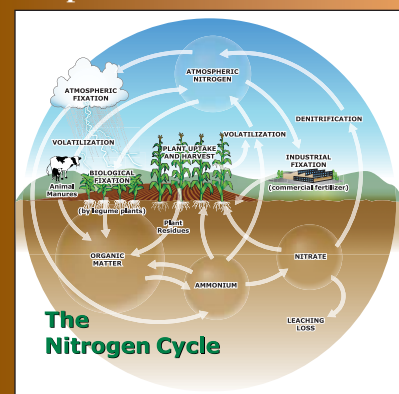 ATMOSPHERIC
NITROGEN
ATMOSPHERIC
FIXATION
DENITRIFICATION
VOLATILIZATION
VOLATILIZATION
PLANT UPTAKE
AND HARVEST
INDUSTRIAL
FIXATION
(commercial fertilizer)
Animal
Manures
BIOLOGICAL
FIXATION
(by legume plants)
Plant
Residues
ORGANIC
MATTER
NITRATE
AMMONIUM
LEACHING
LOSS
The
Nitrogen Cycle